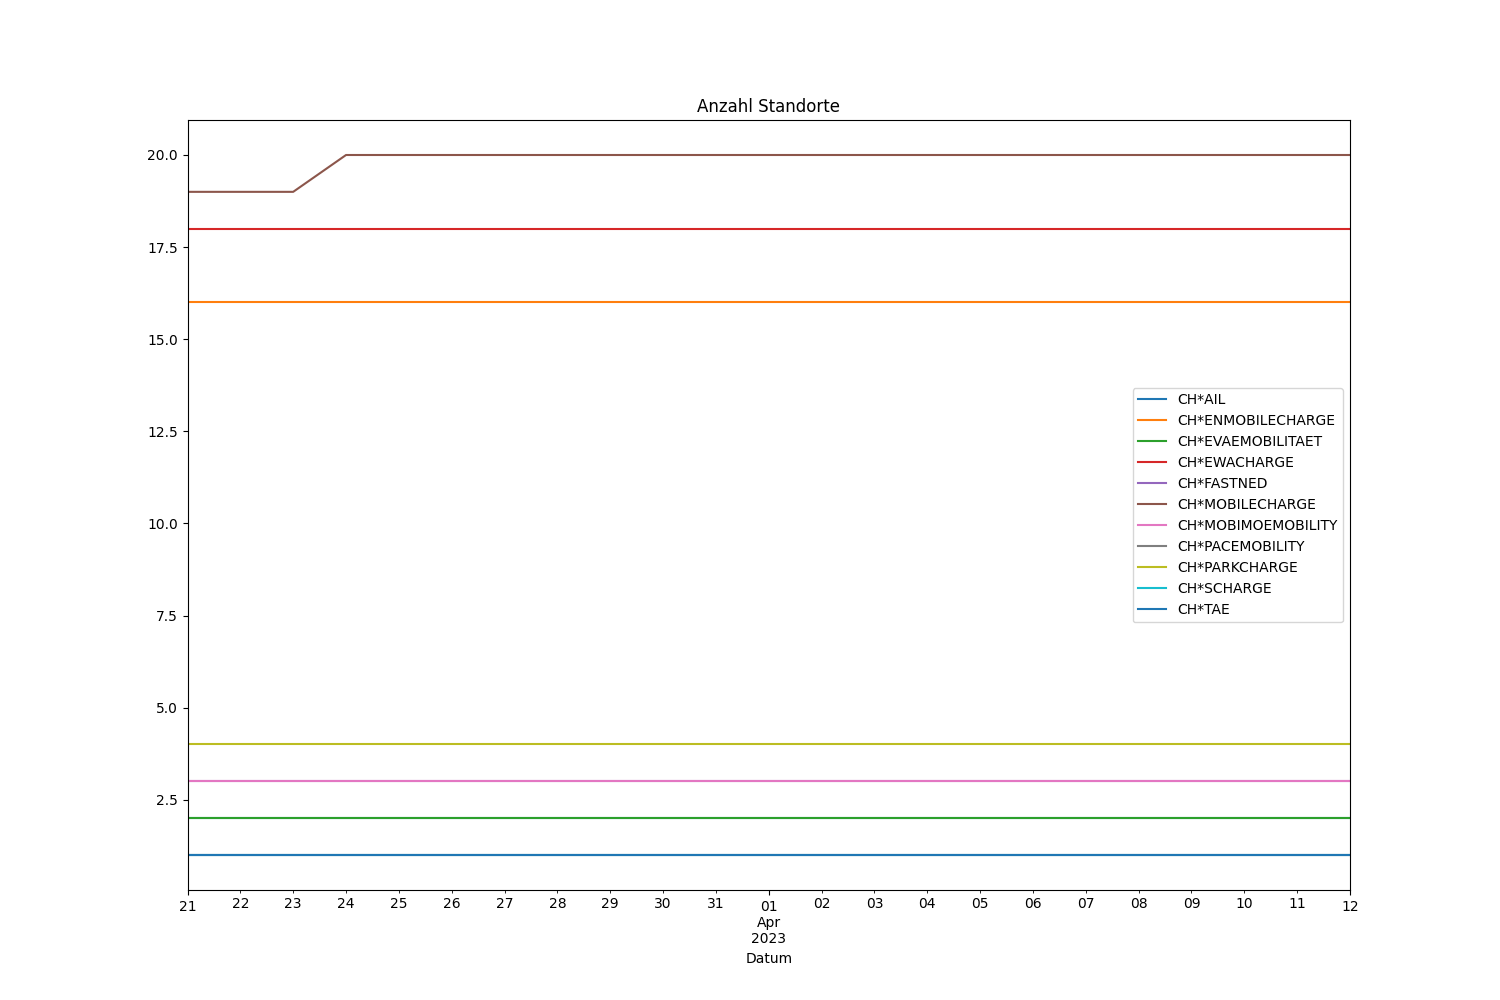 Anzahl Standorte
20.0
17.5
15.0
12.5
10.0
7.5
5.0
2.5
CH*AIL
CH*ENMOBILECHARGE
CH*EVAEMOBILITAET
CH*EWACHARGE
CH*FASTNED
CH*MOBILECHARGE
CH*MOBIMOEMOBILITY
CH*PACEMOBILITY
CH*PARKCHARGE
CH*SCHARGE
CH*TAE
21 22 23 24 25 26 27 28 29 30 31 01 02 03 04 05 06 07 08 09 10 11 12
Apr
2023
Datum